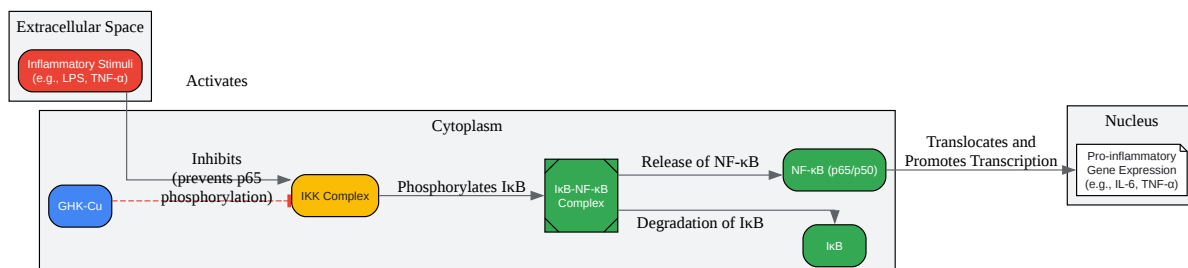 Extracellular Space
Inflammatory Stimuli
(e.g., LPS, TNF-α)
Activates
Cytoplasm
Inhibits
(prevents p65
phosphorylation)
GHK-Cu
IKK Complex
Phosphorylates IκB
IκB-NF-κB
Complex
Release of NF-κB
Degradation of IκB
NF-κB (p65/p50)
IκB
Translocates and
Promotes Transcription
Nucleus
Pro-inflammatory
Gene Expression
(e.g., IL-6, TNF-α)